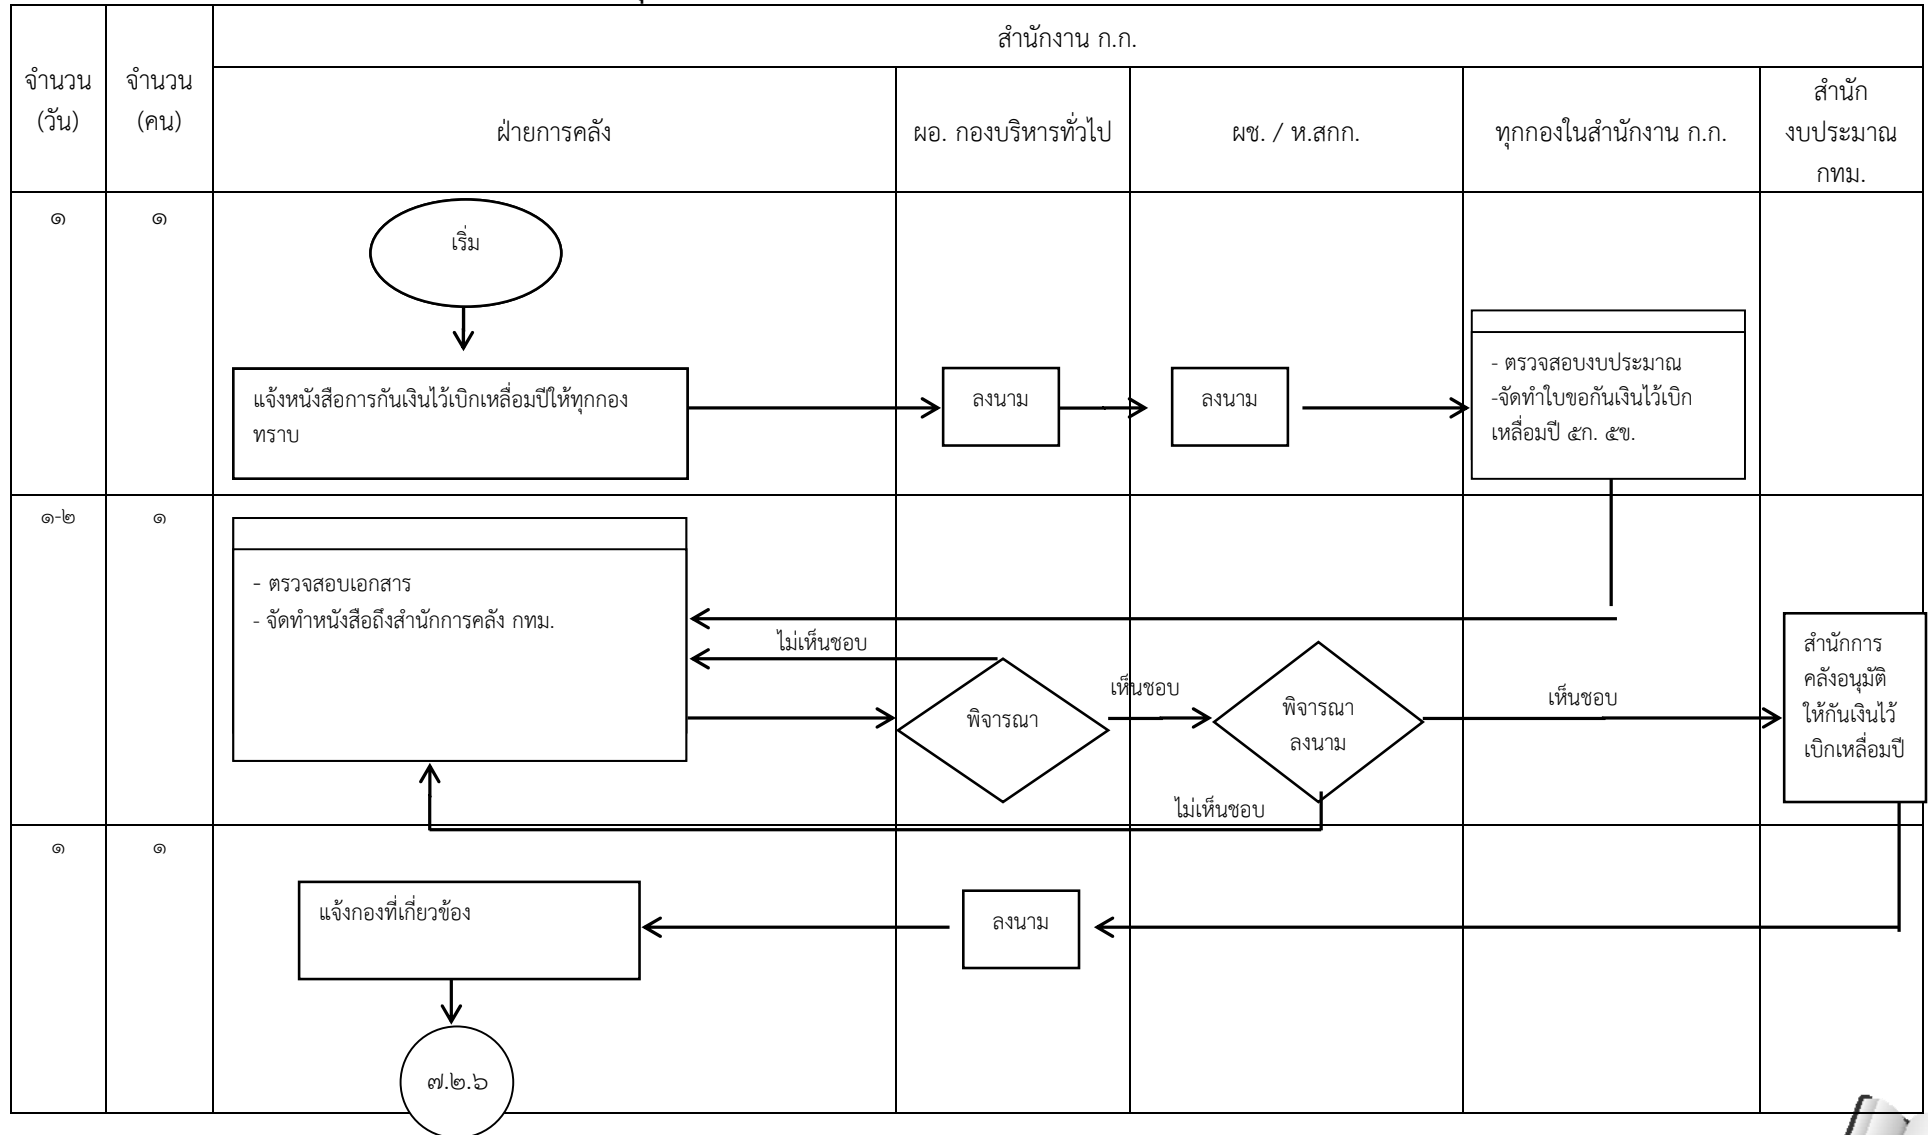 สำนักงาน ก.ก.
จำนวน
(วัน)
จำนวน
(คน)
ฝ่ายการคลัง
ผอ. กองบริหารทั่วไป
ผช. / ห.สกก.
ทุกกองในสำนักงาน ก.ก.
สำนัก
งบประมาณ
กทม.
๑
๑
เริ่ม
แจ้งหนังสือการกันเงินไว้เบิกเหลื่อมปีให้ทุกกอง
ทราบ
ลงนาม
ลงนาม
- ตรวจสอบงบประมาณ
-จัดทำใบขอกันเงินไว้เบิก
เหลื่อมปี ๕ก. ๕ข.
๑-๒
๑
- ตรวจสอบเอกสาร
- จัดทำหนังสือถึงสำนักการคลัง กทม.
ไม่เห็นชอบ
พิจารณา
เห็นชอบ
พิจารณา
ลงนาม
เห็นชอบ
สำนักการ
คลังอนุมัติ
ให้กันเงินไว้
เบิกเหลื่อมปี
ไม่เห็นชอบ
๑
๑
แจ้งกองที่เกี่ยวข้อง
ลงนาม
๗.๒.๖